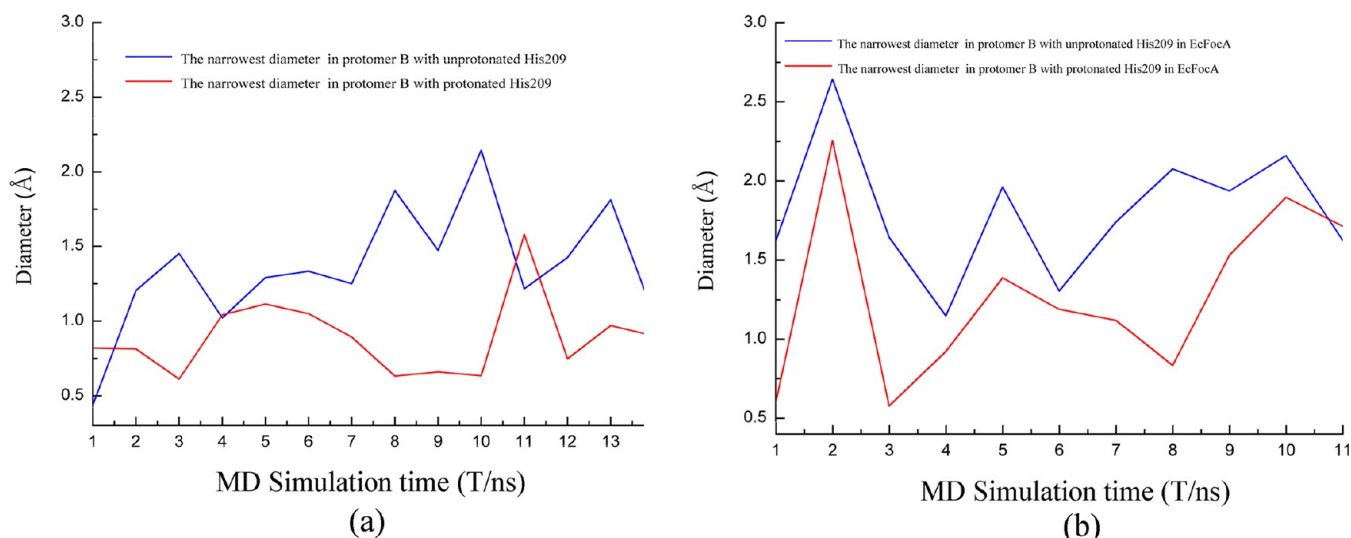 (a)
3.0
2.5
2.0
1.5
1.0
0.5
Diameter (Å)
The narrowest diameter in protomer B with unprotonated His209
The narrowest diameter in protomer B with protonated His209
1 2 3 4 5 6 7 8 9 10 11 12 13
MD Simulation time (T/ns)
(a)
(b)
3.0
2.5
2.0
1.5
1.0
0.5
Diameter (Å)
The narrowest diameter in protomer B with unprotonated His209 in EcFocA
The narrowest diameter in protomer B with protonated His209 in EcFocA
1 2 3 4 5 6 7 8 9 10 11
MD Simulation time (T/ns)
(b)